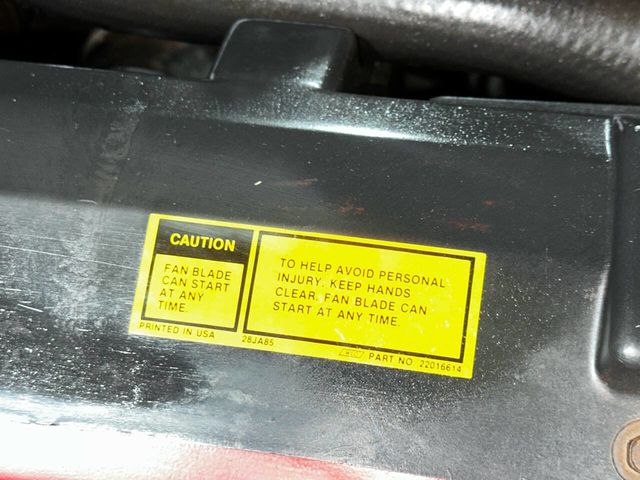 CAUTION
FAN BLADE
CAN START
AT ANY
TIME.
TO HELP AVOID PERSONAL
INJURY, KEEP HANDS
CLEAR. FAN BLADE CAN
START AT ANY TIME
PRINTED IN USA 28JA85 PART NO 22016614